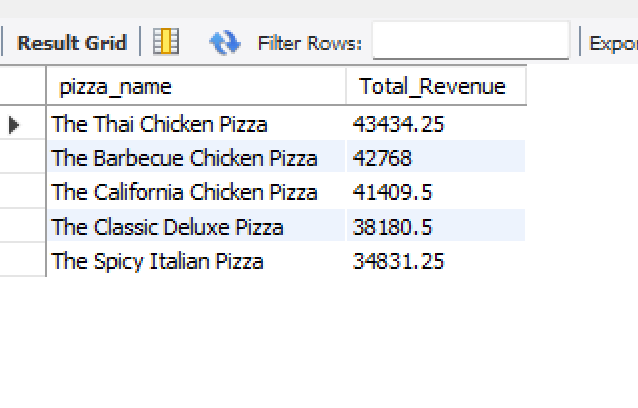 Result Grid Filter Rows: Expor
pizza_name Total_Revenue
The Thai Chicken Pizza 43434.25
The Barbecue Chicken Pizza 42768
The California Chicken Pizza 41409.5
The Classic Deluxe Pizza 38180.5
The Spicy Italian Pizza 34831.25